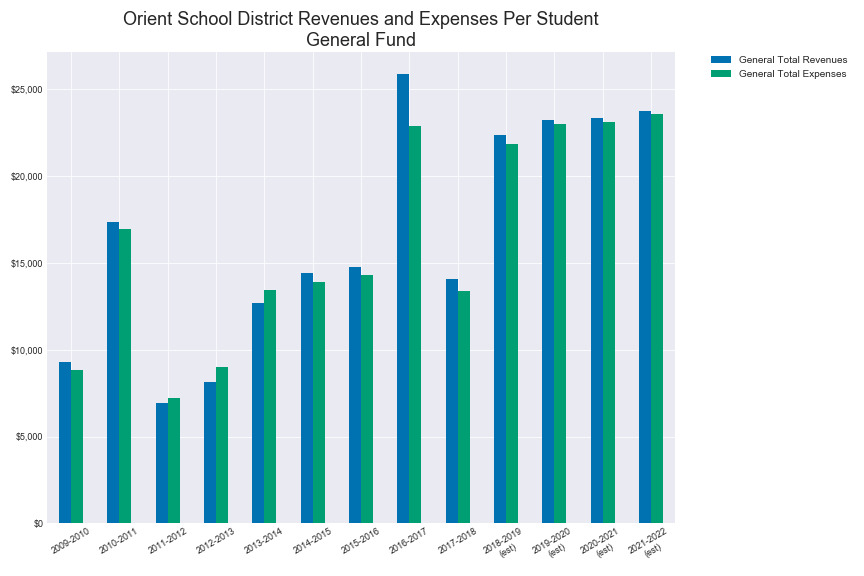 Orient School District Revenues and Expenses Per Student
General Fund
General Total Revenues
General Total Expenses
$25,000
$20,000
$15,000
$10,000
$5,000
$0
2009-2010
2010-2011
2011-2012
2012-2013
2013-2014
2014-2015
2015-2016
2016-2017
2017-2018
2018-2019
(est)
2019-2020
(est)
2020-2021
(est)
2021-2022
(est)